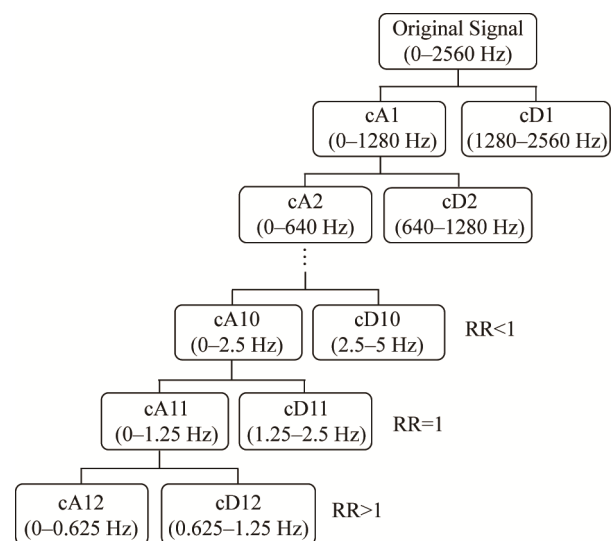 Original Signal
(0–2560 Hz)
cA1
(0–1280 Hz)
cD1
(1280–2560 Hz)
cA2
(0–640 Hz)
cD2
(640–1280 Hz)
cA10
(0–2.5 Hz)
cD10
(2.5–5 Hz)
RR<1
cA11
(0–1.25 Hz)
cD11
(1.25–2.5 Hz)
RR=1
cA12
(0–0.625 Hz)
cD12
(0.625–1.25 Hz)
RR>1